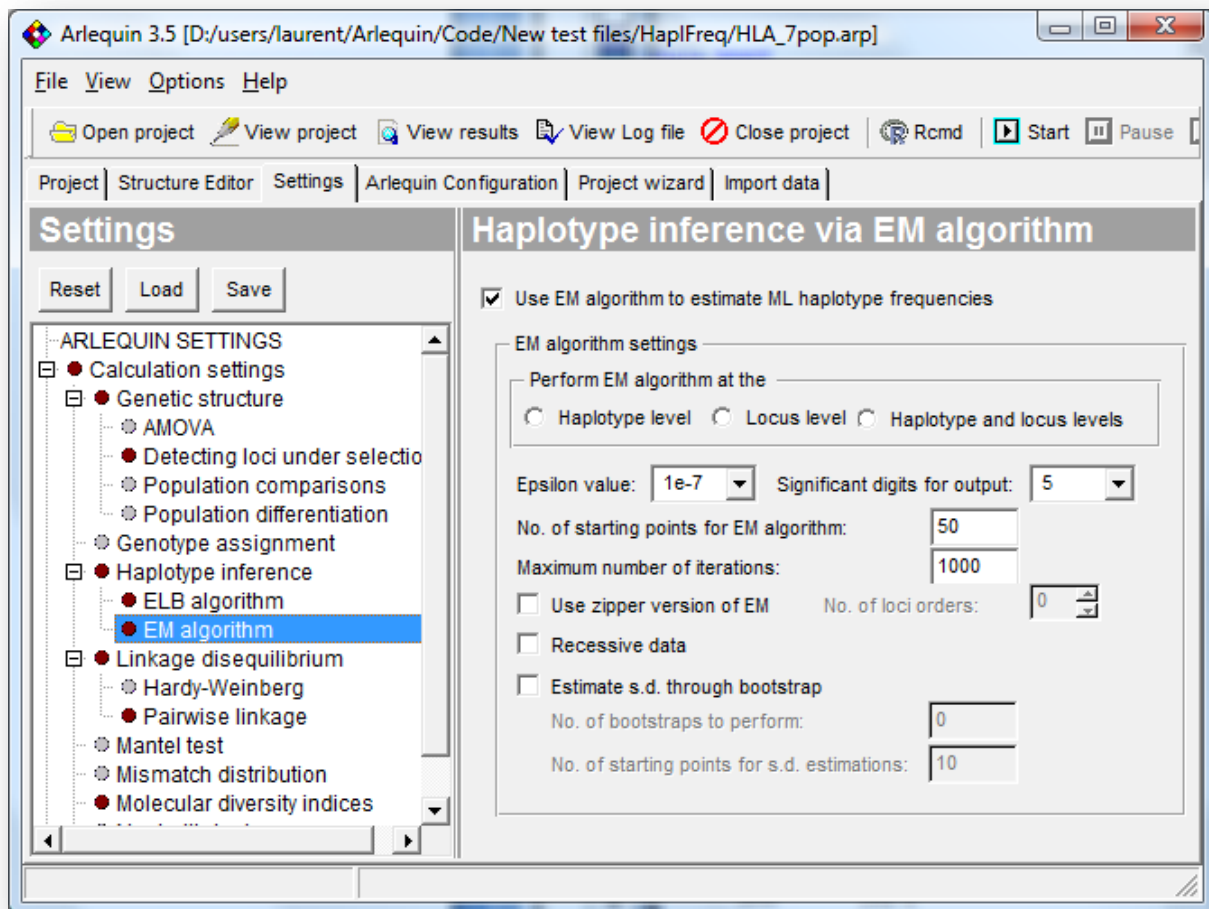 Arlequin 3.5 [D:/users/laurent/Arlequin/Code/New test files/HaplFreq/HLA_7pop.arp]
File View Options Help
Open project View project View results View Log file Close project Rcmd Start Pause
Project Structure Editor Settings Arlequin Configuration Project wizard Import data
Settings
Reset Load Save
ARLEQUIN SETTINGS
Calculation settings
Genetic structure
AMOVA
Detecting loci under selectio
Population comparisons
Population differentiation
Genotype assignment
Haplotype inference
ELB algorithm
EM algorithm
Linkage disequilibrium
Hardy-Weinberg
Pairwise linkage
Mantel test
Mismatch distribution
Molecular diversity indices
Haplotype inference via EM algorithm
Use EM algorithm to estimate ML haplotype frequencies
EM algorithm settings
Perform EM algorithm at the
Haplotype level Locus level Haplotype and locus levels
Epsilon value: 1e-7 Significant digits for output: 5
No. of starting points for EM algorithm: 50
Maximum number of iterations: 1000
Use zipper version of EM No. of loci orders: 0
Recessive data
Estimate s.d. through bootstrap
No. of bootstraps to perform: 0
No. of starting points for s.d. estimations: 10